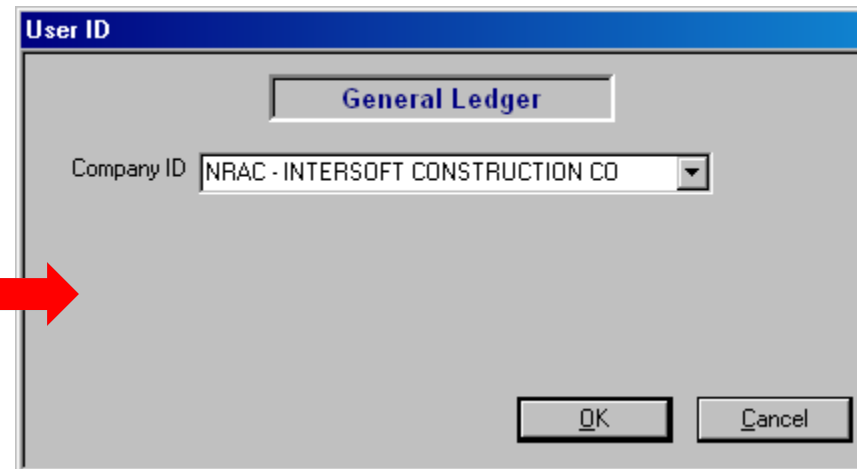 User ID
General Ledger
Company ID NRAC - INTERSOFT CONSTRUCTION CO
OK Cancel